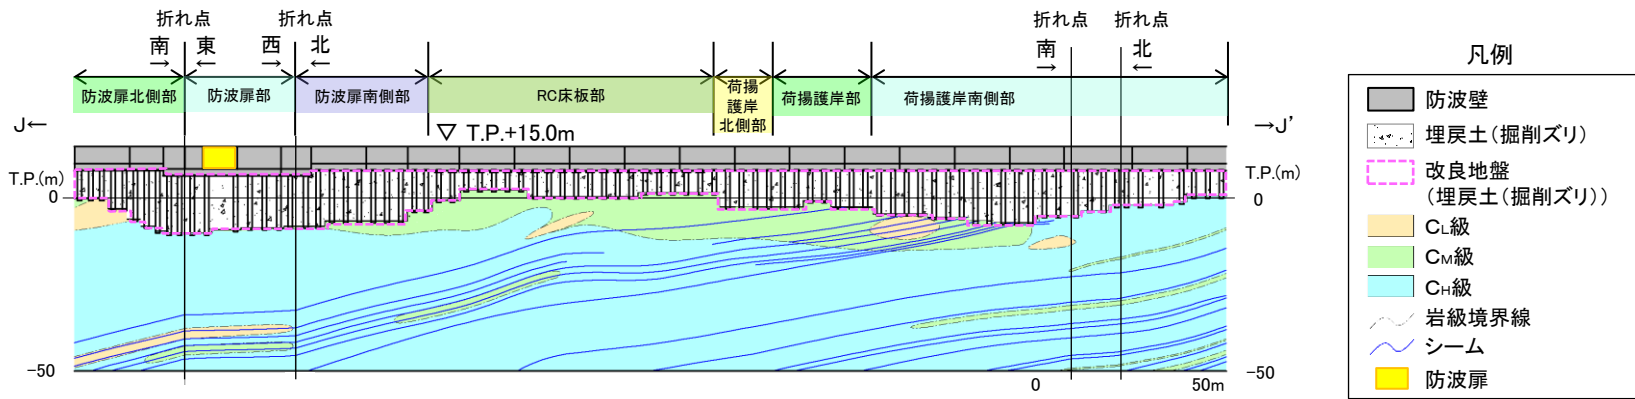 折れ点 折れ点 折れ点 折れ点
南 東 西 北 南 北
→ ← → ← → ←
防波扉北側部 防波扉部 防波扉南側部 RC床板部 荷揚護岸北側部 荷揚護岸部 荷揚護岸南側部
J← →J’
▽ T.P.+15.0m
T.P.(m) T.P.(m)
0 0
-50 -50
0 50m
凡例
防波壁
埋戻土(掘削ズリ)
改良地盤
(埋戻土(掘削ズリ))
CL級
CM級
CH級
岩級境界線
シーム
防波扉